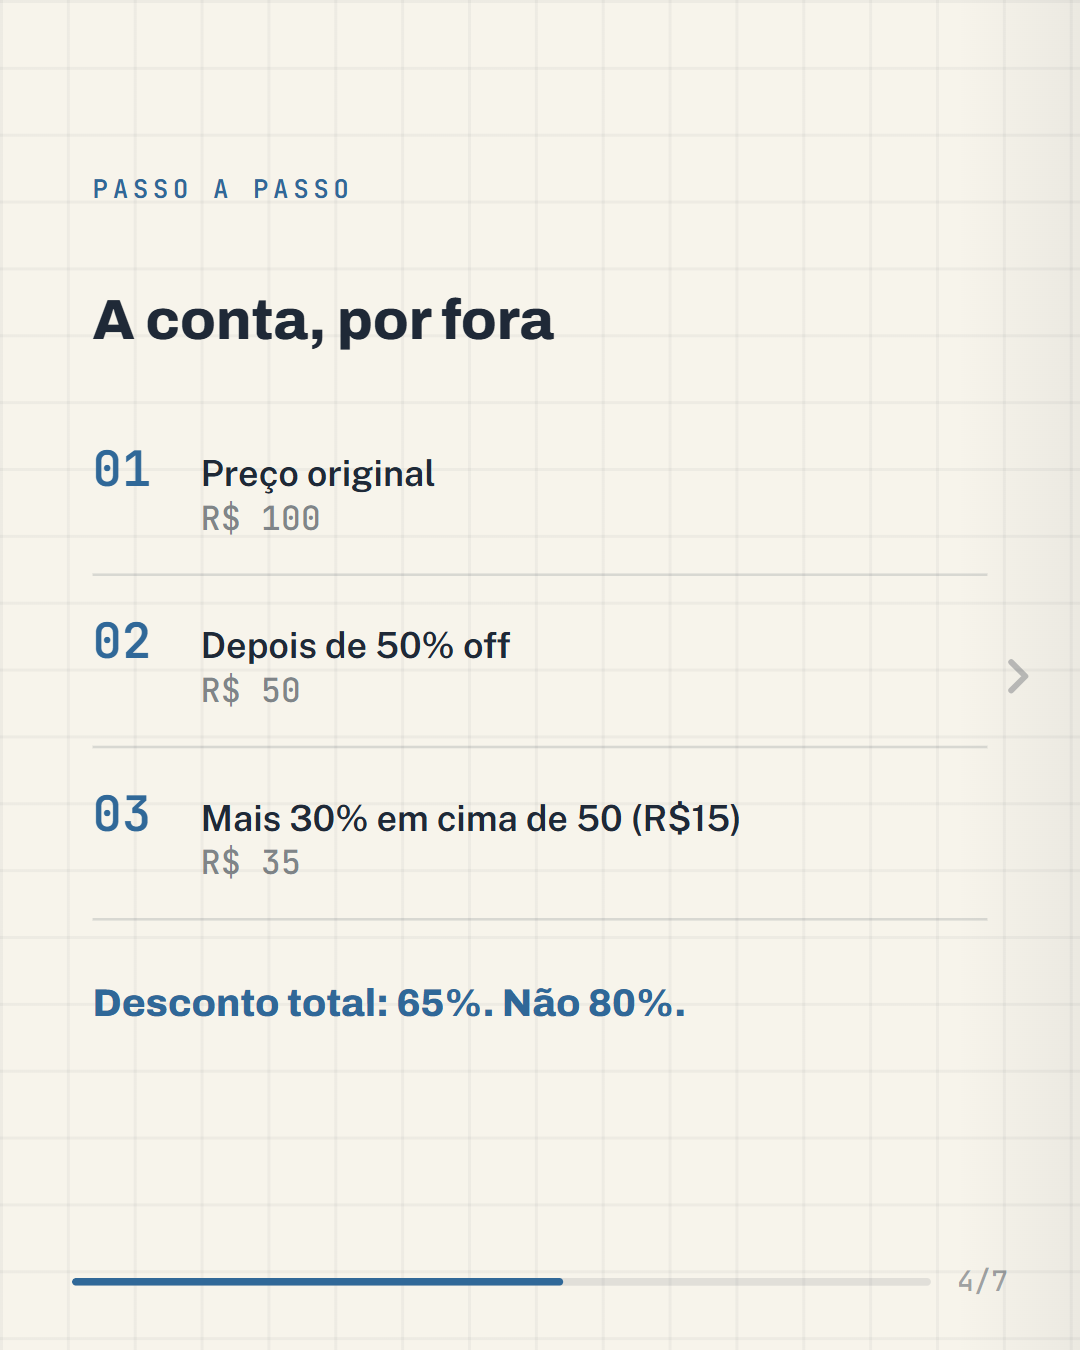 PASSO A PASSO
A conta, por fora
01 Preço original
R$ 100
02 Depois de 50% off
R$ 50
03 Mais 30% em cima de 50 (R$15)
R$ 35
Desconto total: 65%. Não 80%.
4/7